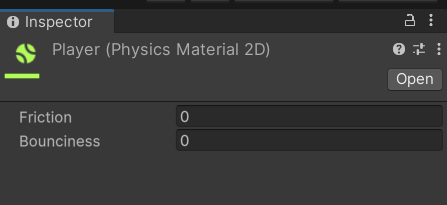 Inspector
Player (Physics Material 2D)
Open
Friction 0
Bounciness 0